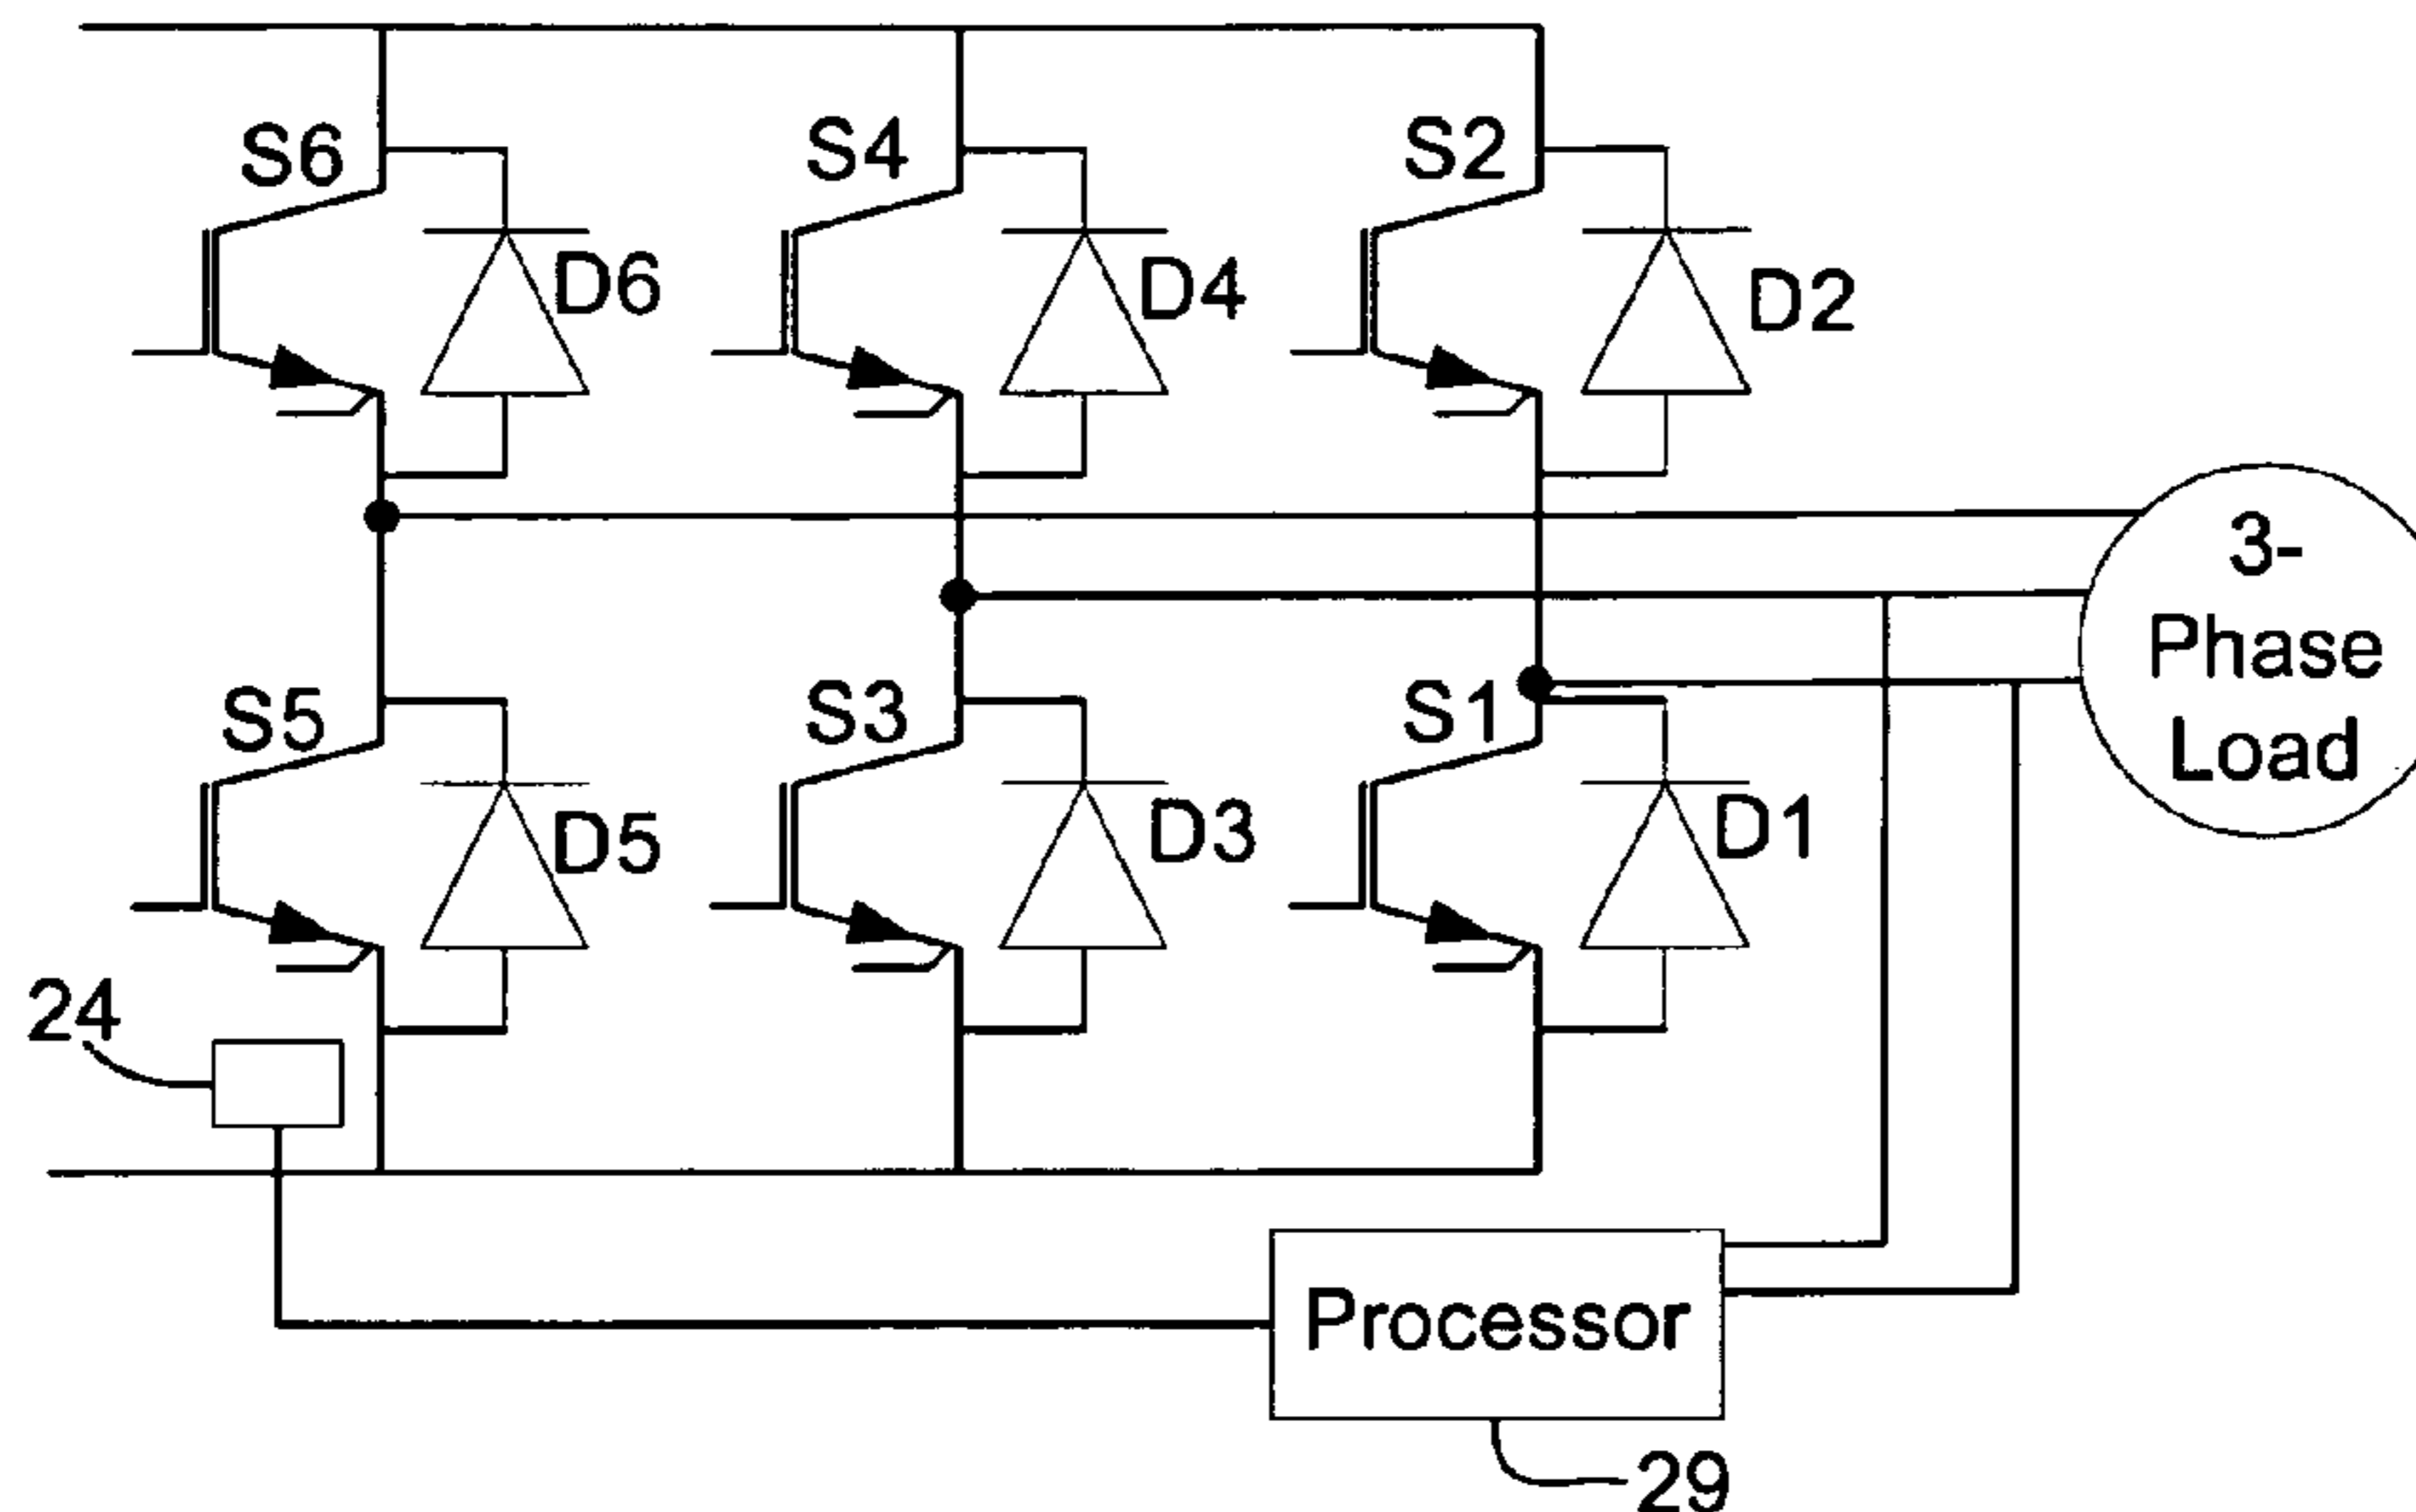 S6
S4
S2
D6
D4
D2
3-
Phase
Load
S5
S3
S1
D5
D3
D1
24
Processor
29